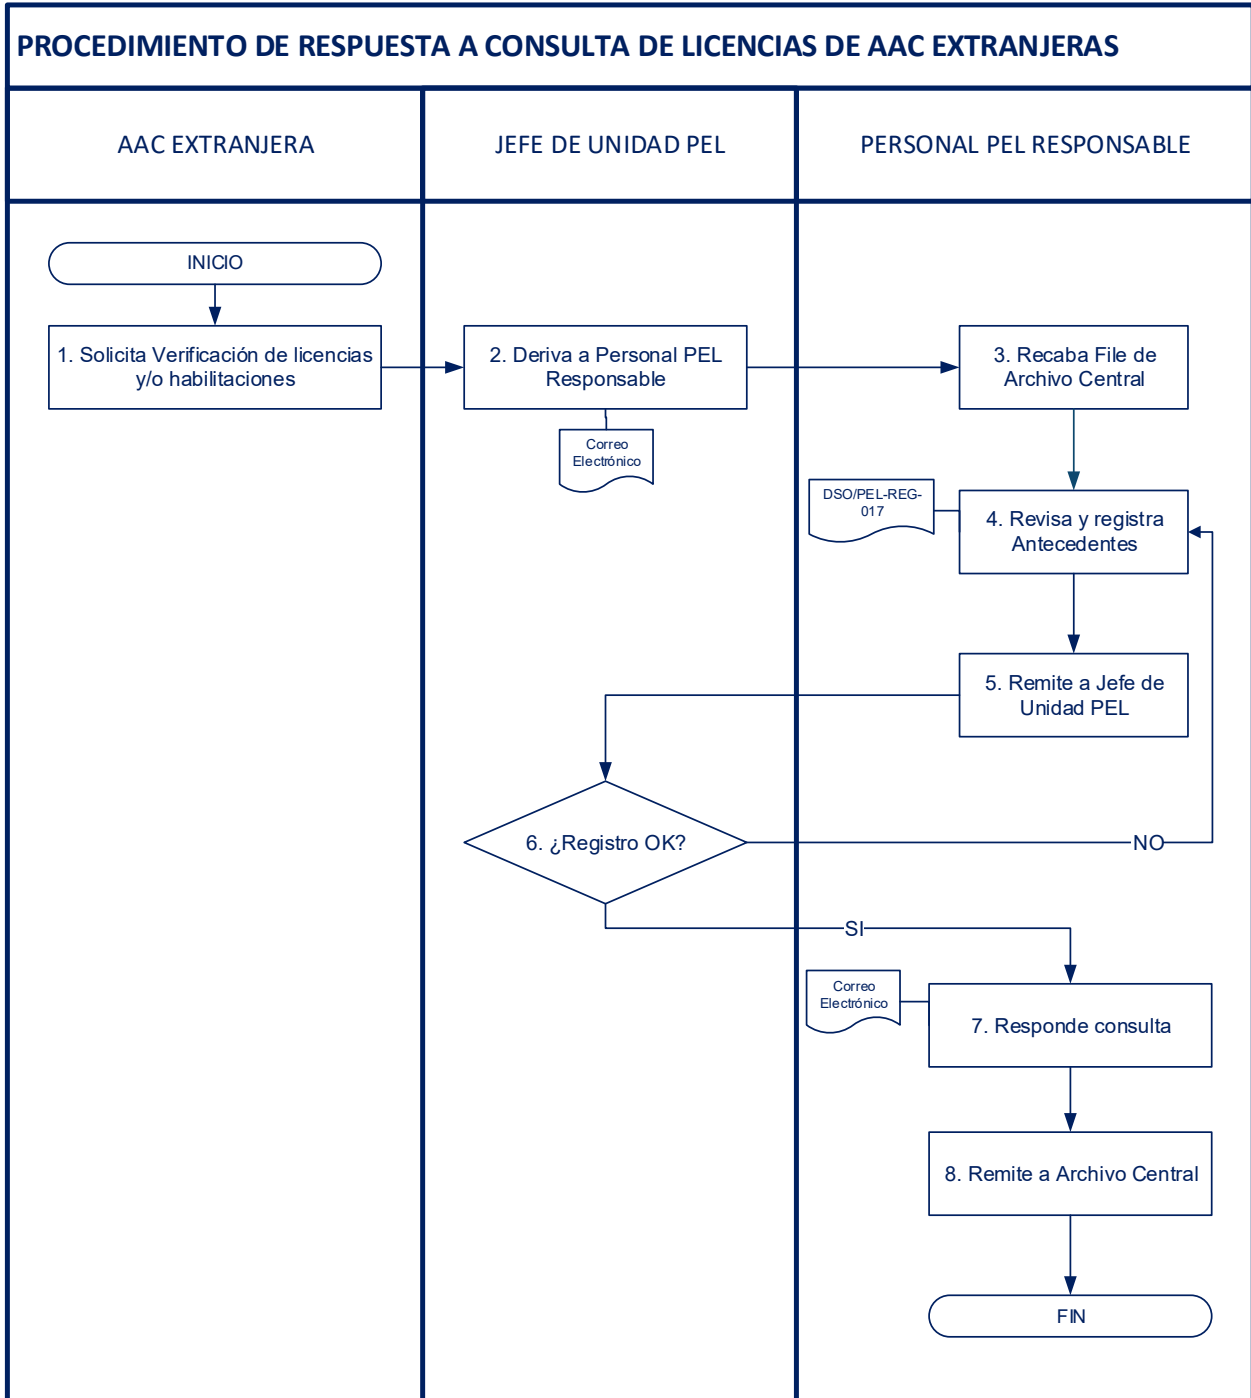 PROCEDIMIENTO DE RESPUESTA A CONSULTA DE LICENCIAS DE AAC EXTRANJERAS
AAC EXTRANJERA
JEFE DE UNIDAD PEL
PERSONAL PEL RESPONSABLE
INICIO
1. Solicita Verificación de licencias
y/o habilitaciones
2. Deriva a Personal PEL
Responsable
Correo
Electrónico
3. Recaba File de
Archivo Central
DSO/PEL-REG-
017
4. Revisa y registra
Antecedentes
5. Remite a Jefe de
Unidad PEL
6. ¿Registro OK?
NO
SI
Correo
Electrónico
7. Responde consulta
8. Remite a Archivo Central
FIN